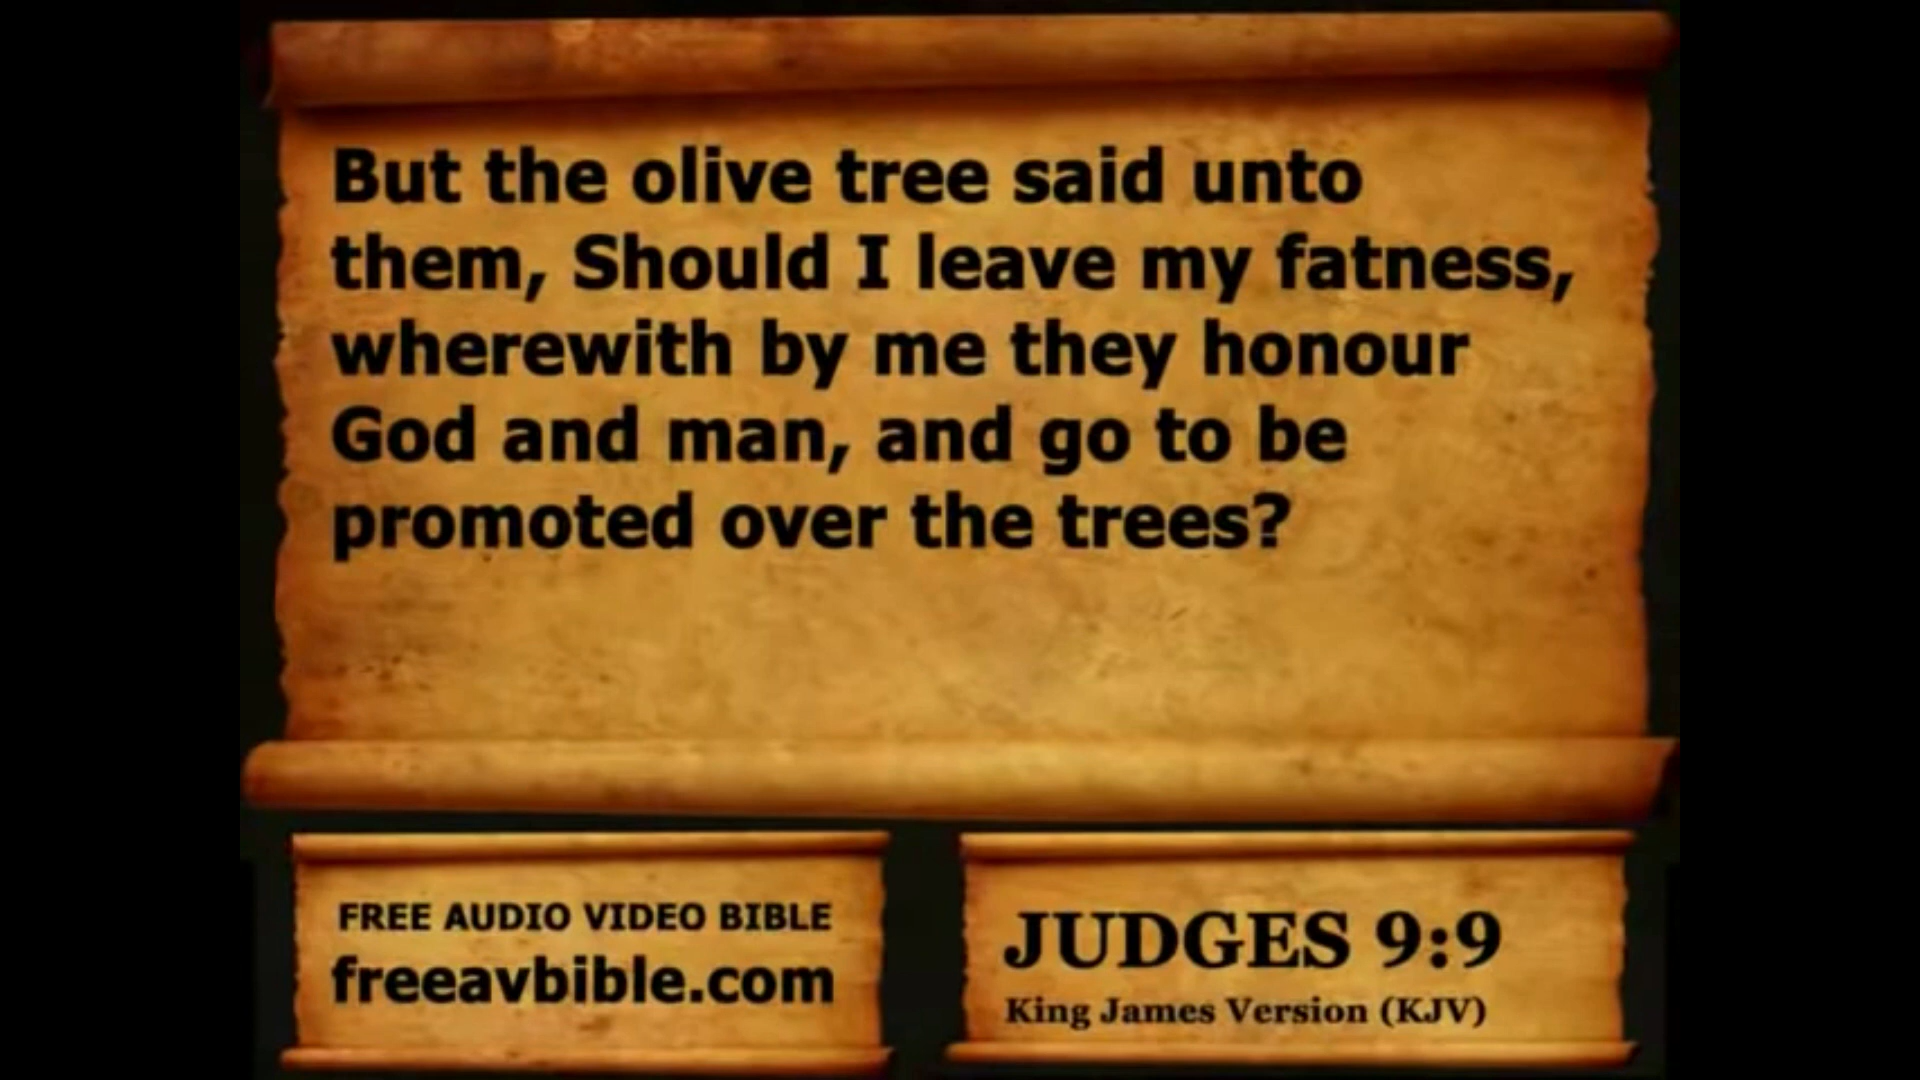 But the olive tree said unto
them, Should I leave my fatness,
wherewith by me they honour
God and man, and go to be
promoted over the trees?
FREE AUDIO VIDEO BIBLE
freeavbible.com
JUDGES 9:9
King James Version (KJV)